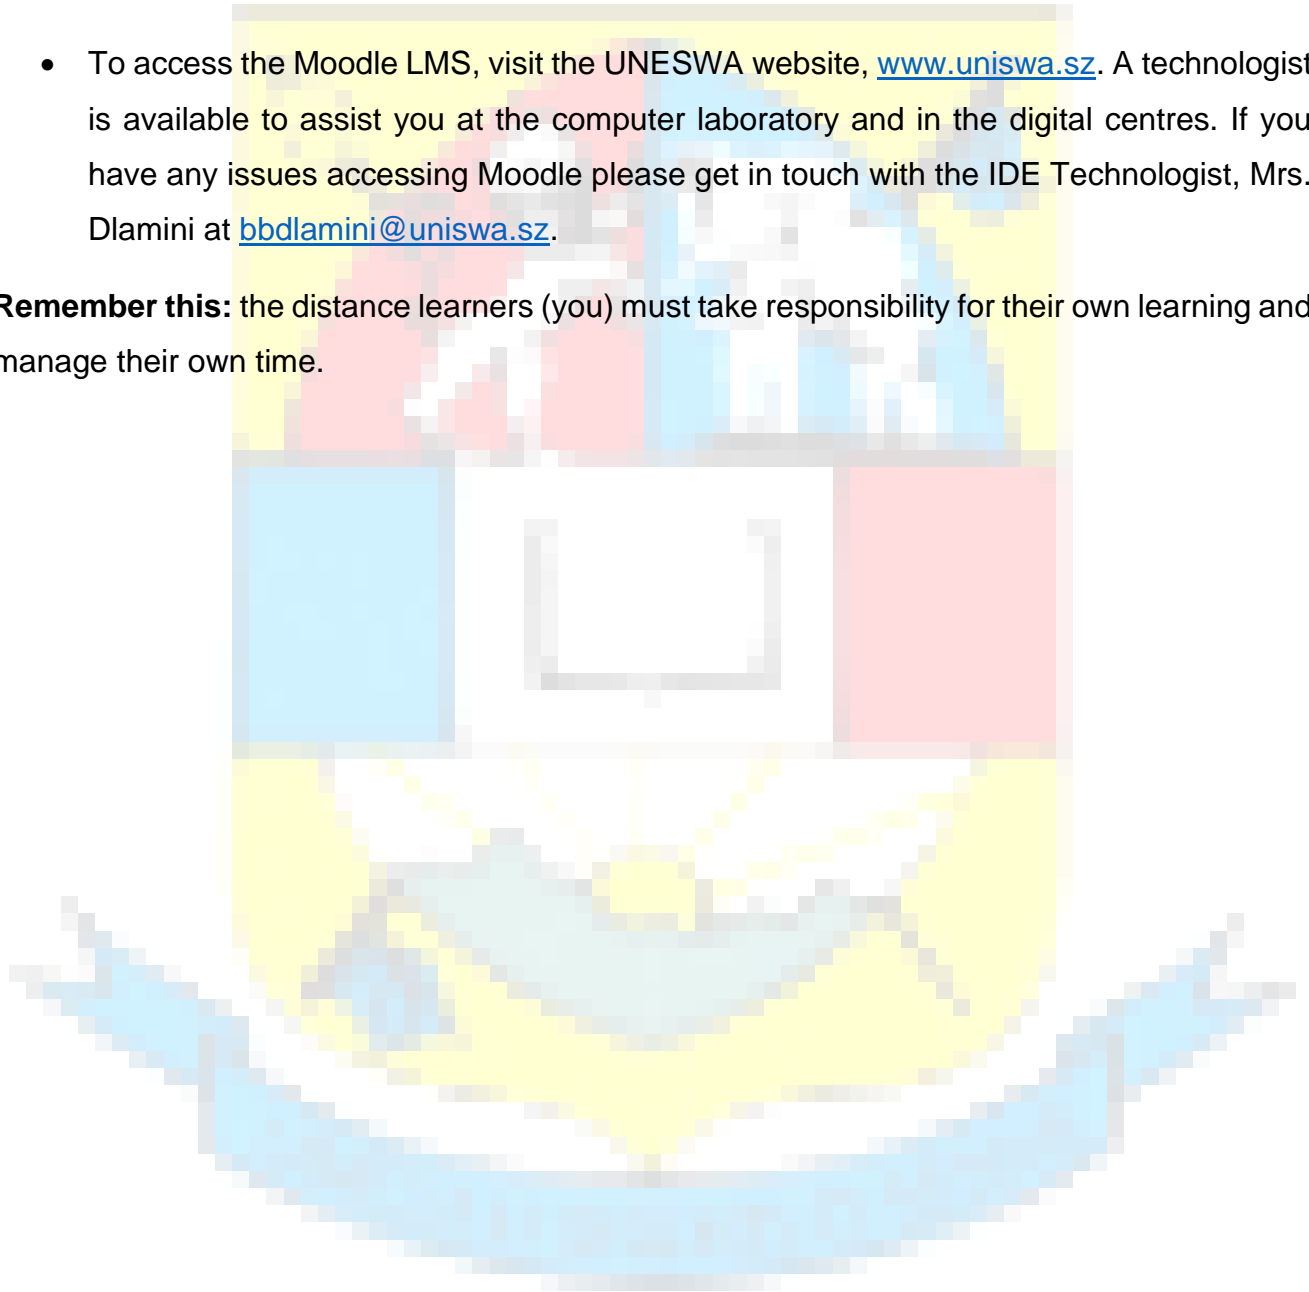 • To access the Moodle LMS, visit the UNESWA website, www.uniswa.sz. A technologist
is available to assist you at the computer laboratory and in the digital centres. If you
have any issues accessing Moodle please get in touch with the IDE Technologist, Mrs.
Dlamini at bbdlamini@uniswa.sz.
Remember this: the distance learners (you) must take responsibility for their own learning and
manage their own time.